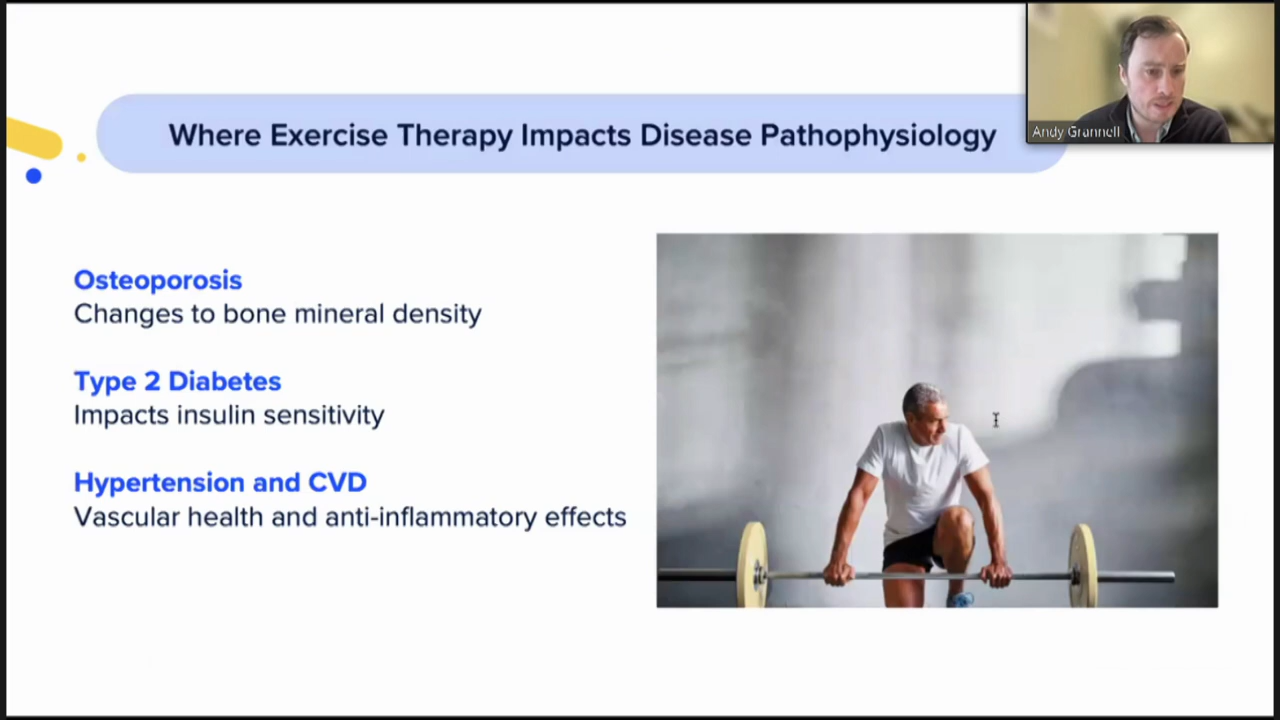 Where Exercise Therapy Impacts Disease Pathophysiology
Andy Grannell
Osteoporosis
Changes to bone mineral density
Type 2 Diabetes
Impacts insulin sensitivity
Hypertension and CVD
Vascular health and anti-inflammatory effects